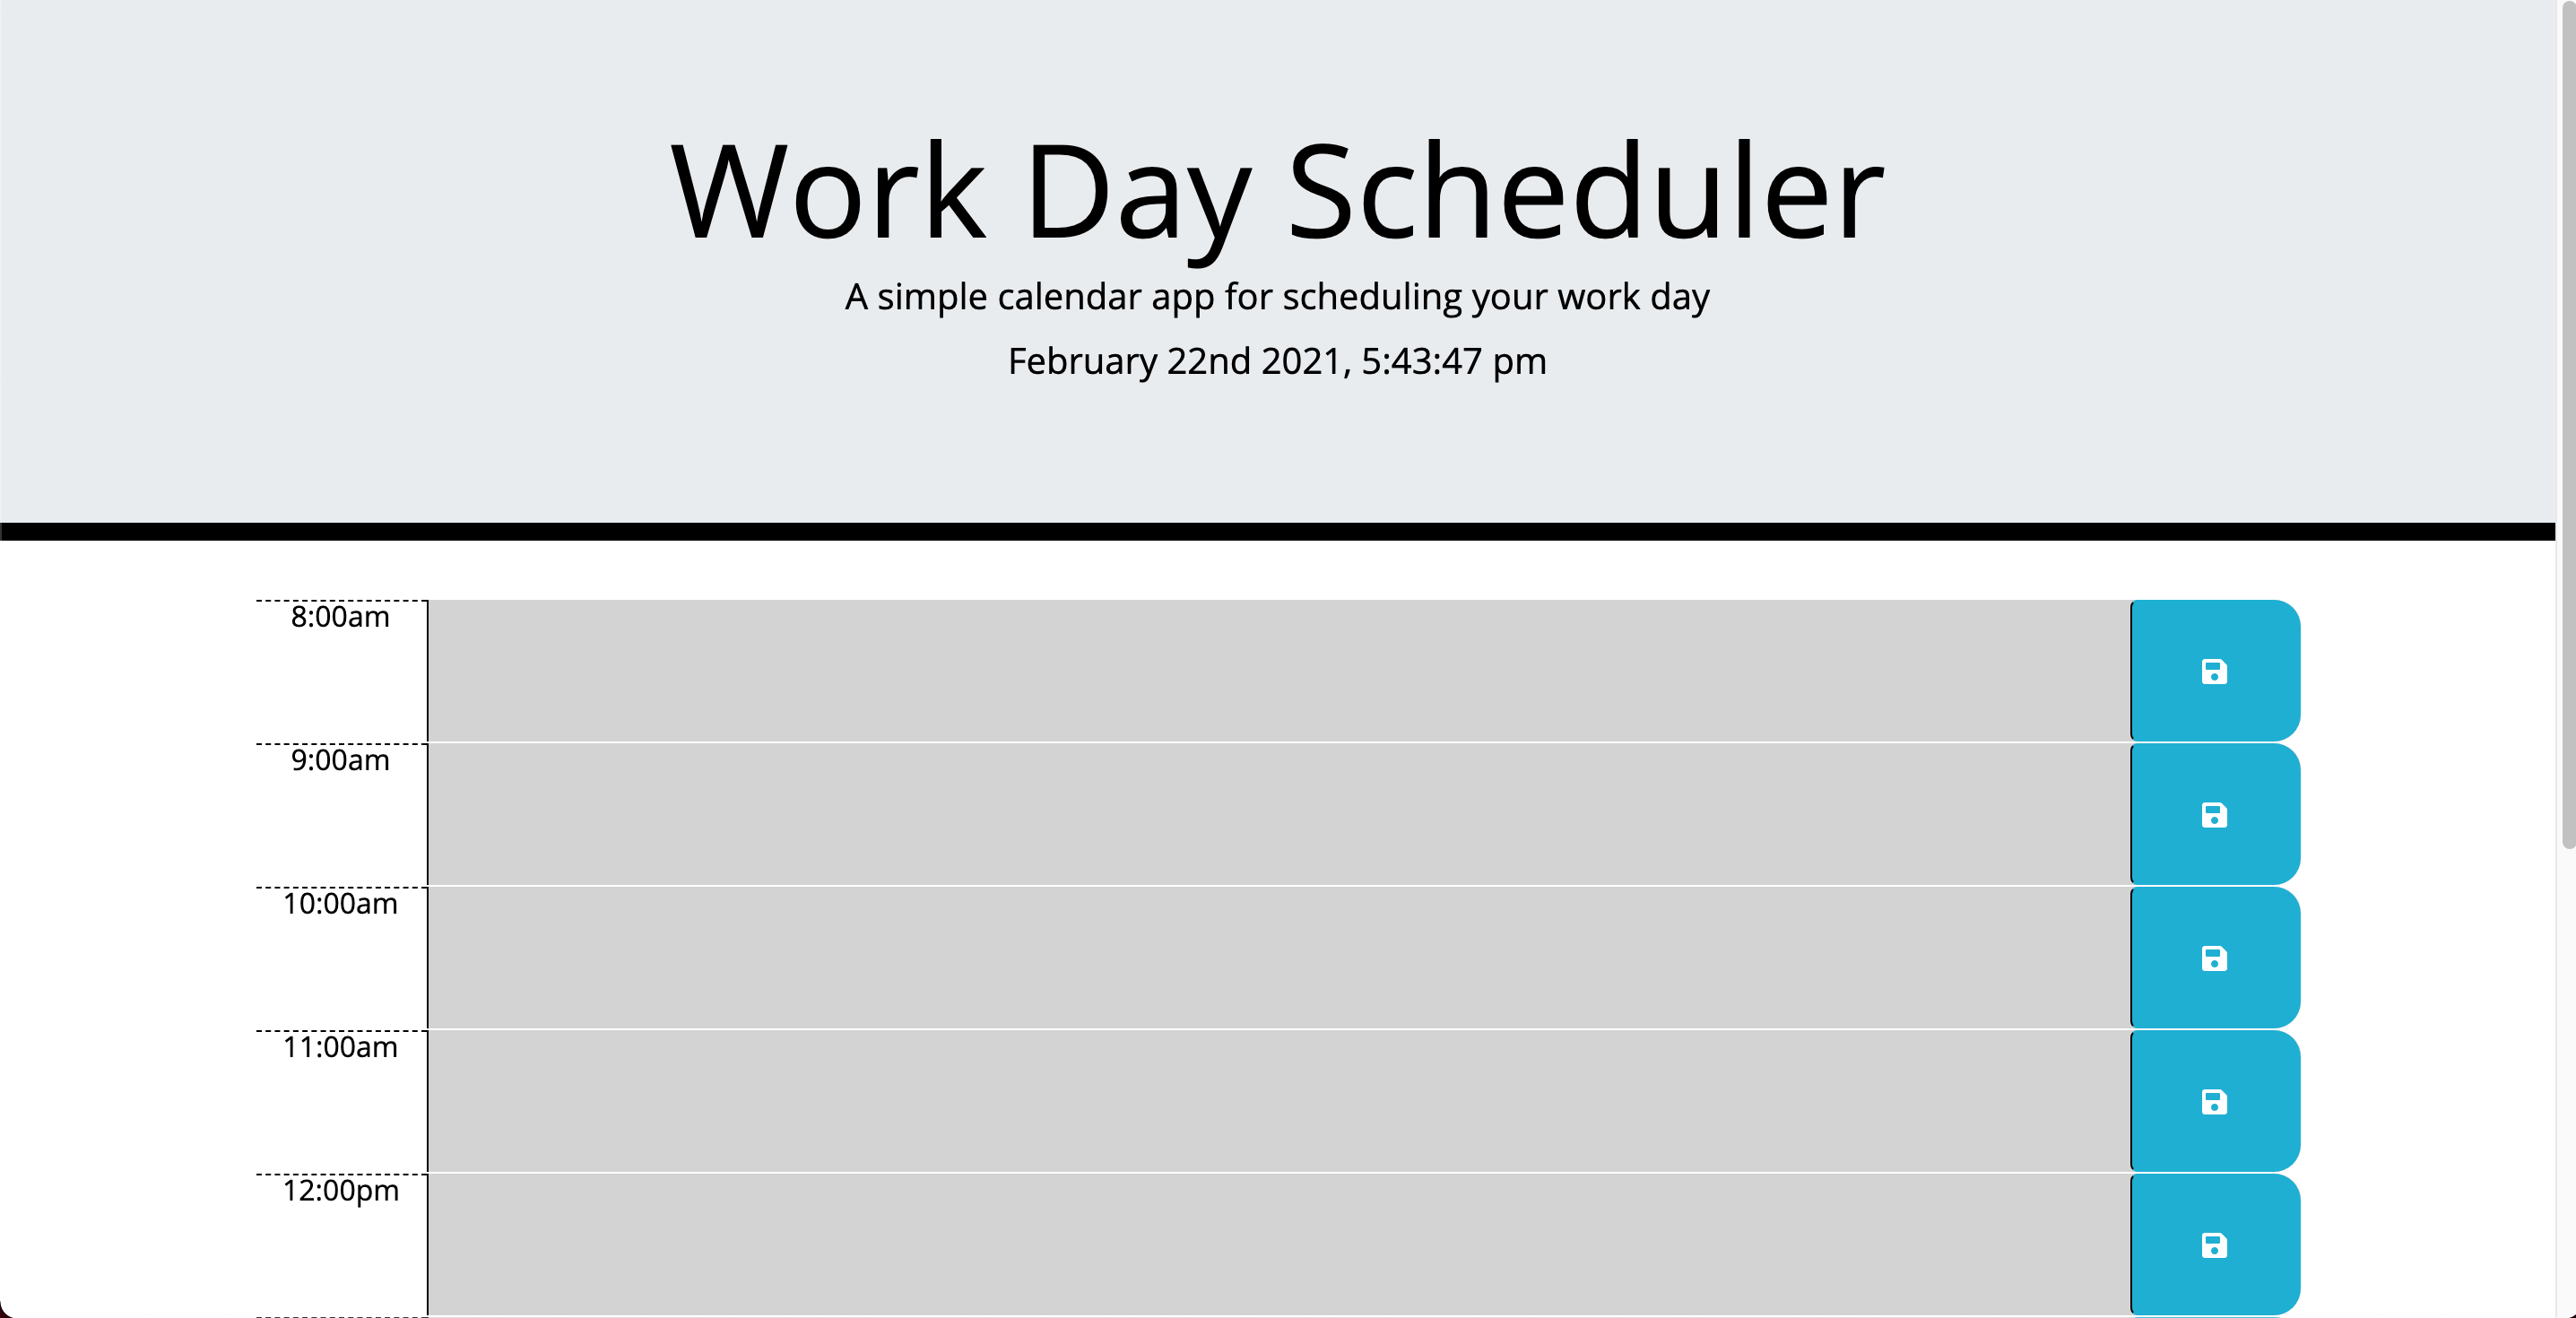 Work Day Scheduler
A simple calendar app for scheduling your work day
February 22nd 2021, 5:43:47 pm
8:00am
9:00am
10:00am
11:00am
12:00pm